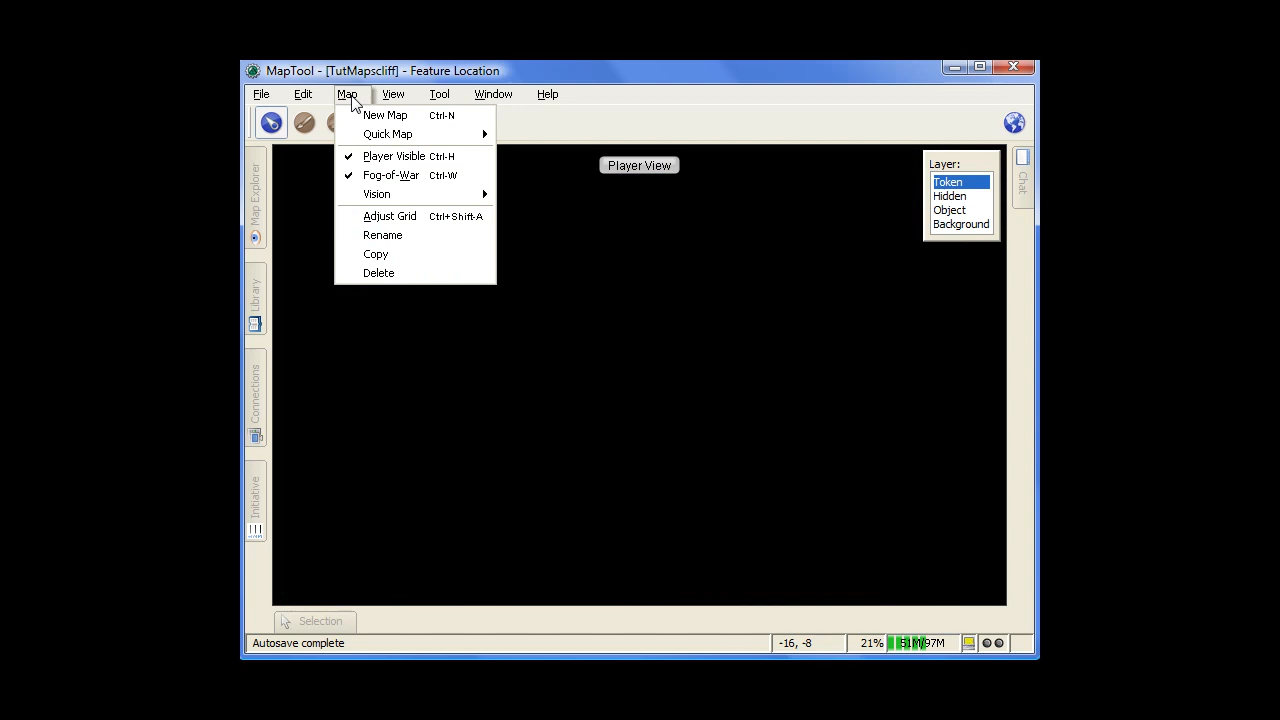 MapTool - [TutMapscliff] - Feature Location
File Edit Map View Tool Window Help
New Map Ctrl-N
Quick Map
Player Visible Ctrl-H
Fog-of-War Ctrl-W
Vision
Adjust Grid Ctrl+Shift-A
Rename
Copy
Delete
Player View
Layer:
Token
Hidden
Object
Background
Map Explorer
Library
Connections
Initiative
Chat
Selection
Autosave complete
-16, -8
21%
51M/97M